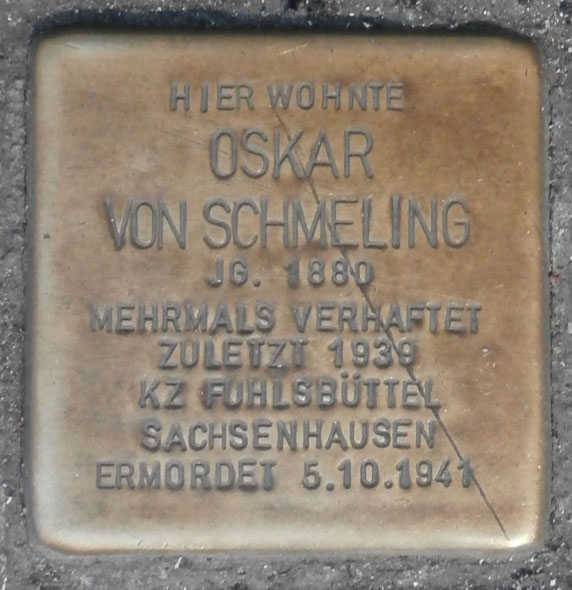 HIER WOHNTE
OSKAR
VON SCHMELING
JG. 1880
MEHRMALS VERHAFTET
ZULETZT 1939
KZ FUHLSBÜTTEL
SACHSENHAUSEN
ERMORDET 5.10.1941